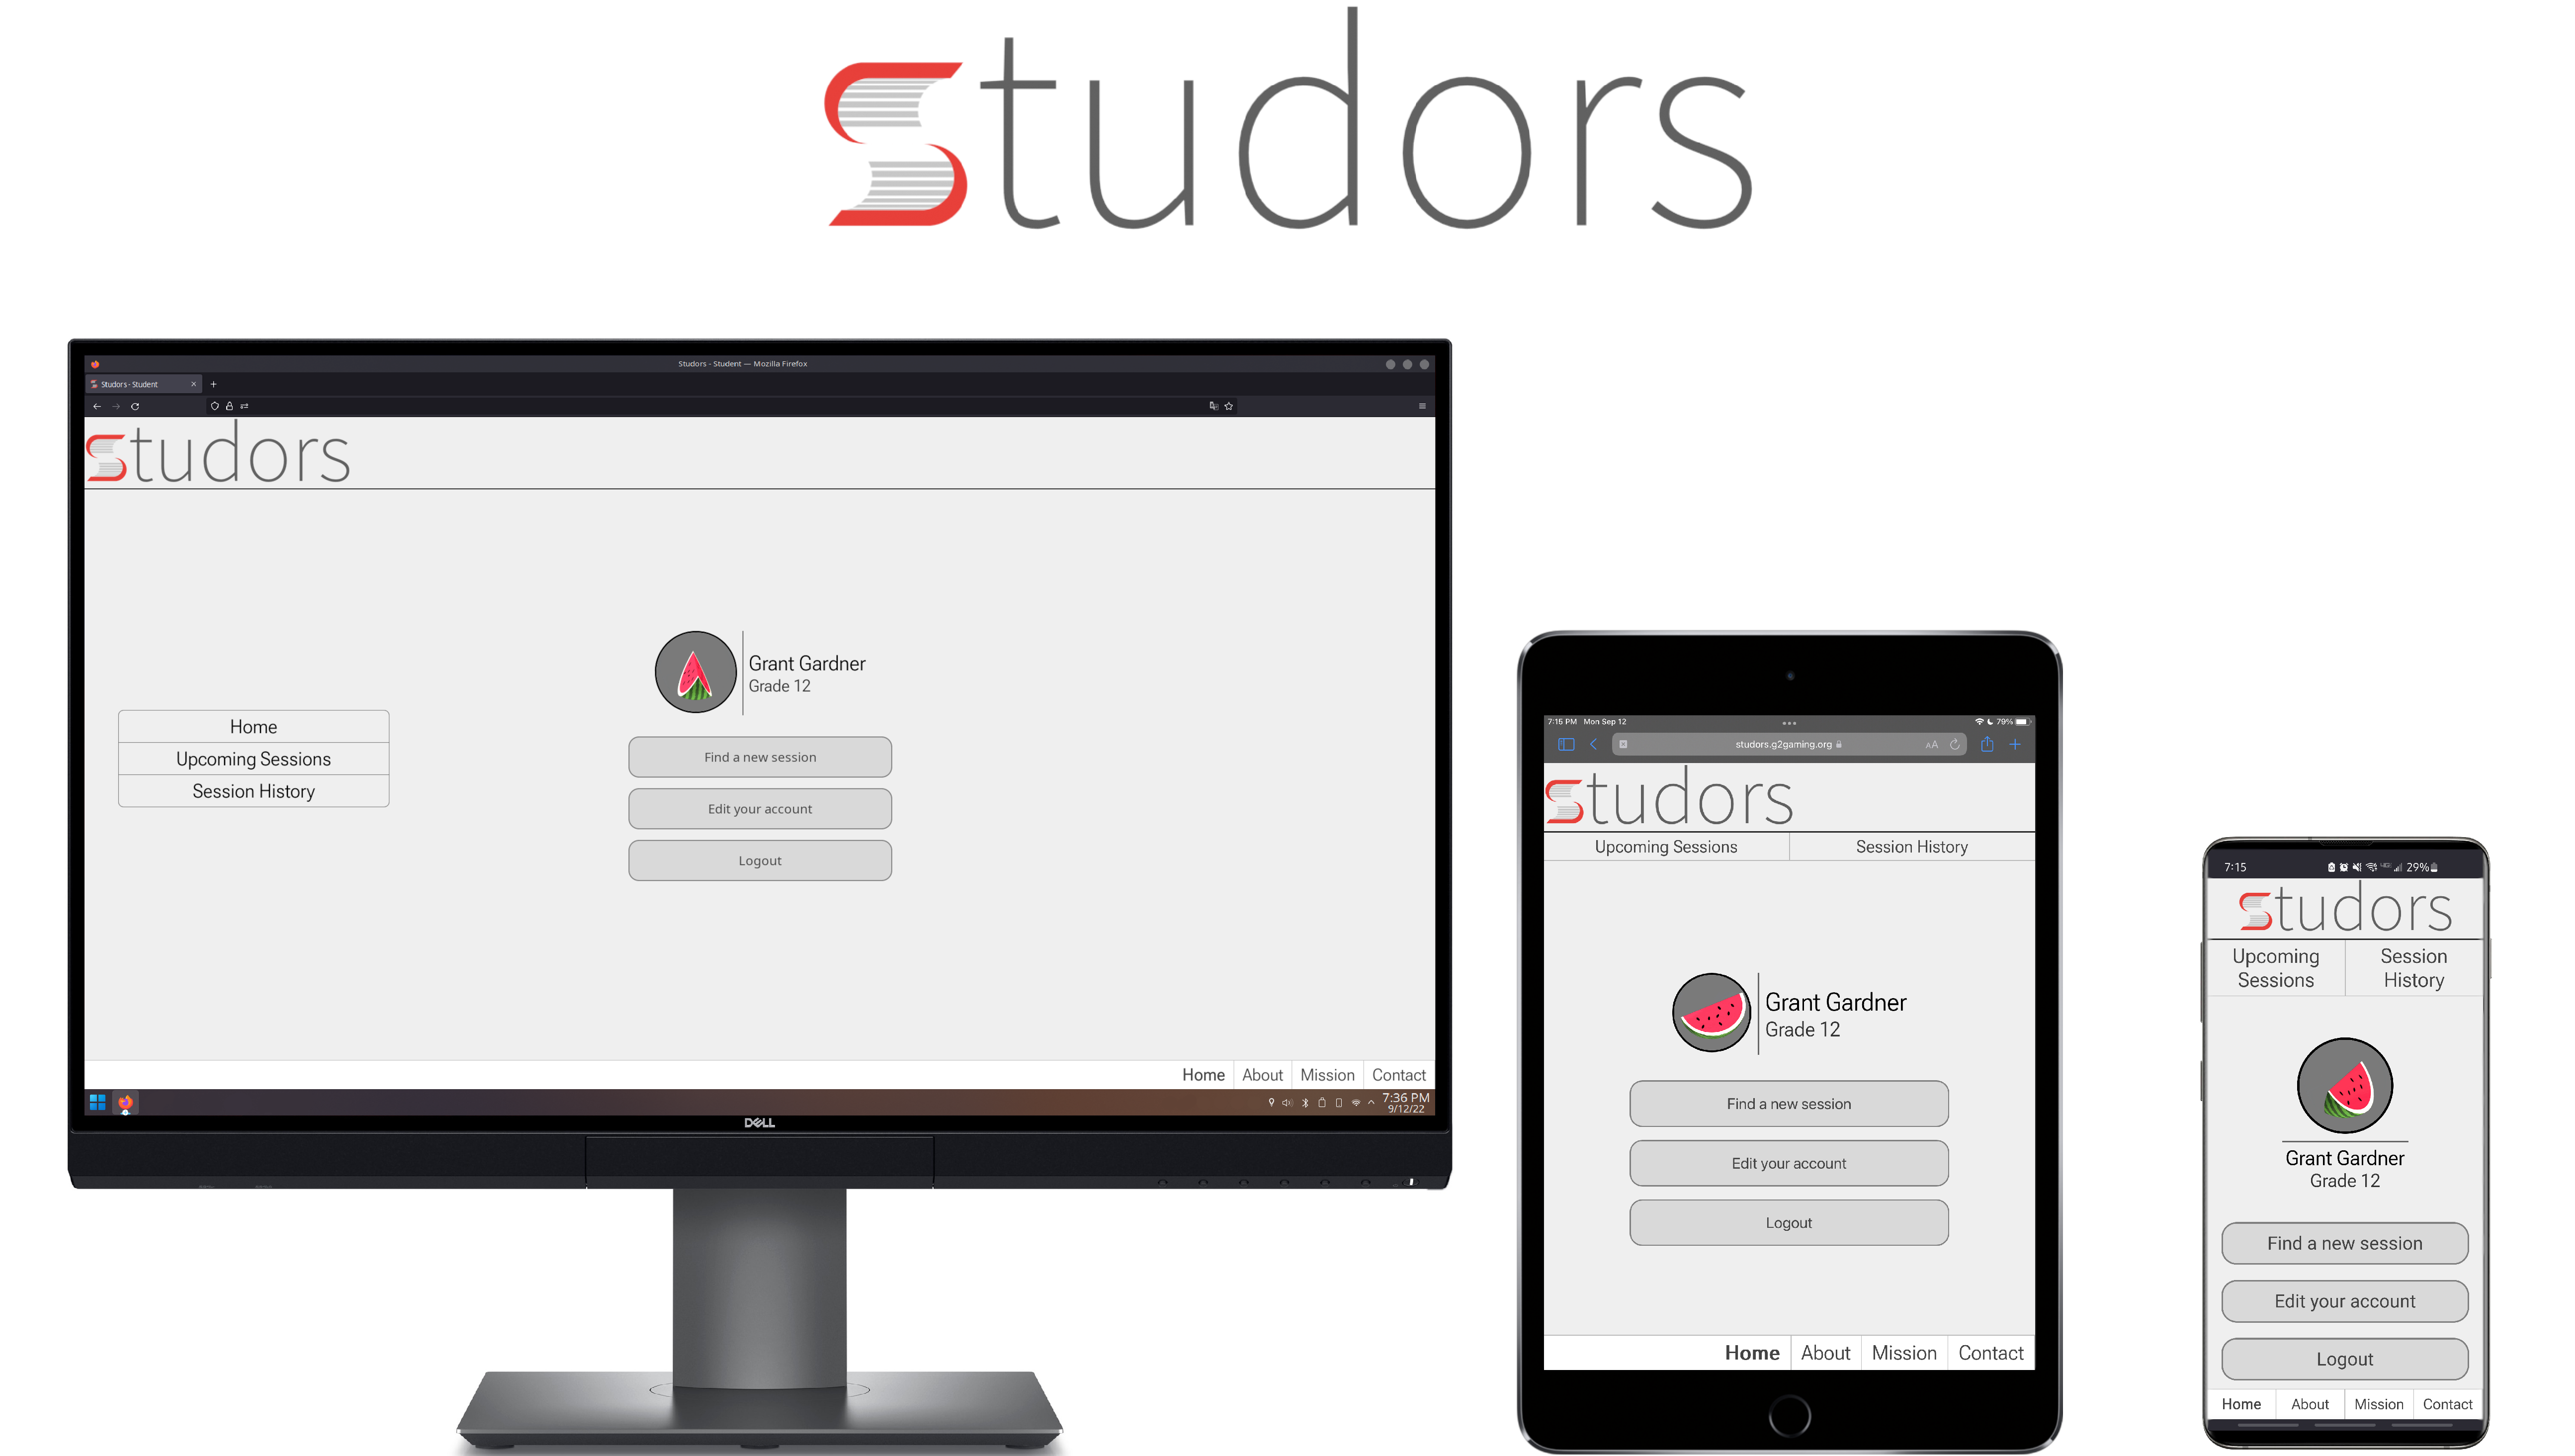 Studors
Studors - Student — Mozilla Firefox
Studors - Student
Studors
Grant Gardner
Grade 12
Home
Upcoming Sessions
Session History
Find a new session
Edit your account
Logout
Home About Mission Contact
7:36 PM
9/12/22
DELL
7:15 PM Mon Sep 12
79%
studors.g2gaming.org
AA
Studors
Upcoming Sessions Session History
Grant Gardner
Grade 12
Find a new session
Edit your account
Logout
Home About Mission Contact
7:15
29%
Studors
Upcoming Sessions
Session History
Grant Gardner
Grade 12
Find a new session
Edit your account
Logout
Home About Mission Contact